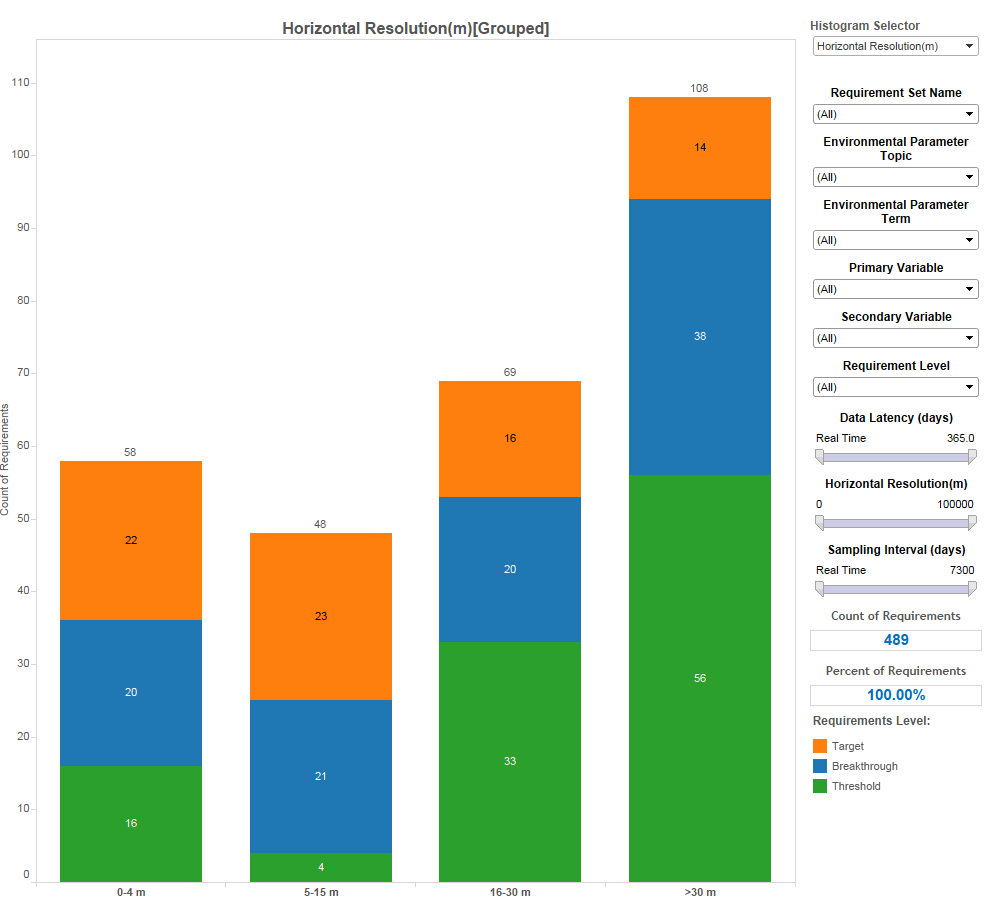 Horizontal Resolution(m)[Grouped]
Count of Requirements
110
100
90
80
70
60
50
40
30
20
10
0
58
22
20
16
48
23
21
4
69
16
20
33
108
14
38
56
0-4 m
5-15 m
16-30 m
>30 m
Histogram Selector
Horizontal Resolution(m)
Requirement Set Name
(All)
Environmental Parameter
Topic
(All)
Environmental Parameter
Term
(All)
Primary Variable
(All)
Secondary Variable
(All)
Requirement Level
(All)
Data Latency (days)
Real Time 365.0
Horizontal Resolution(m)
0 100000
Sampling Interval (days)
Real Time 7300
Count of Requirements
489
Percent of Requirements
100.00%
Requirements Level:
Target
Breakthrough
Threshold